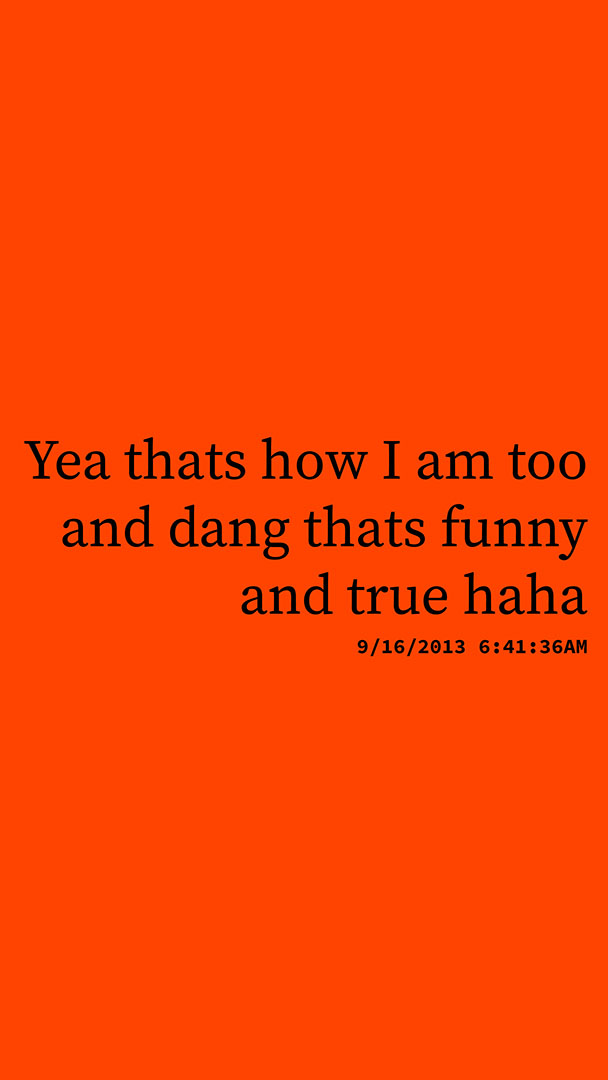 Yea thats how I am too
and dang thats funny
and true haha
9/16/2013 6:41:36AM